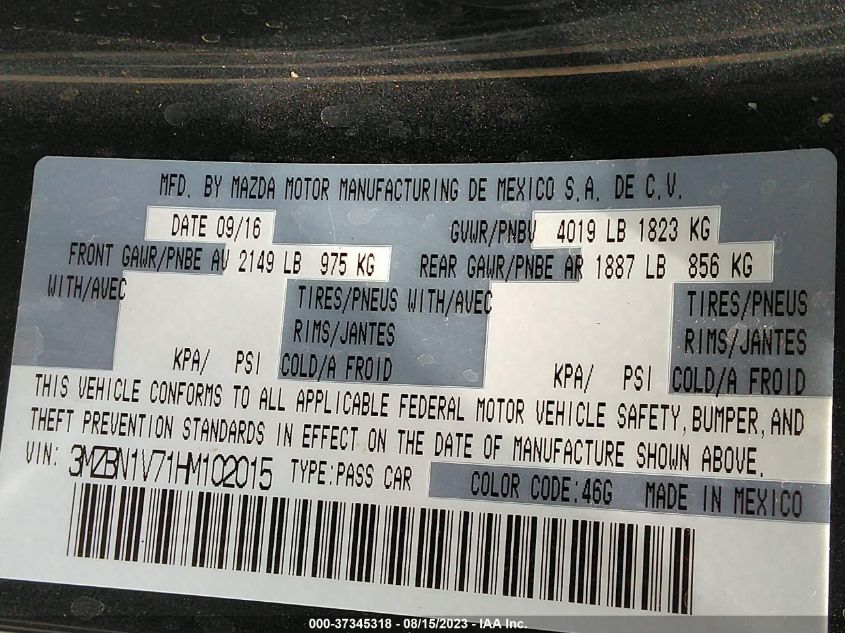 MFD. BY MAZDA MOTOR MANUFACTURING DE MEXICO S.A. DE C.V.
DATE 09/16 GVWR/PNBV 4019 LB 1823 KG
FRONT GAWR/PNBE AV 2149 LB 975 KG REAR GAWR/PNBE AR 1887 LB 856 KG
WITH/AVEC TIRES/PNEUS WITH/AVEC TIRES/PNEUS
RIMS/JANTES RIMS/JANTES
KPA/ PSI COLD/A FROID KPA/ PSI COLD/A FROID
THIS VEHICLE CONFORMS TO ALL APPLICABLE FEDERAL MOTOR VEHICLE SAFETY, BUMPER, AND
THEFT PREVENTION STANDARDS IN EFFECT ON THE DATE OF MANUFACTURE SHOWN ABOVE.
VIN: 3MZBN1V71HM102015 TYPE:PASS CAR COLOR CODE:46G MADE IN MEXICO
000-37345318 - 08/15/2023 - IAA Inc.